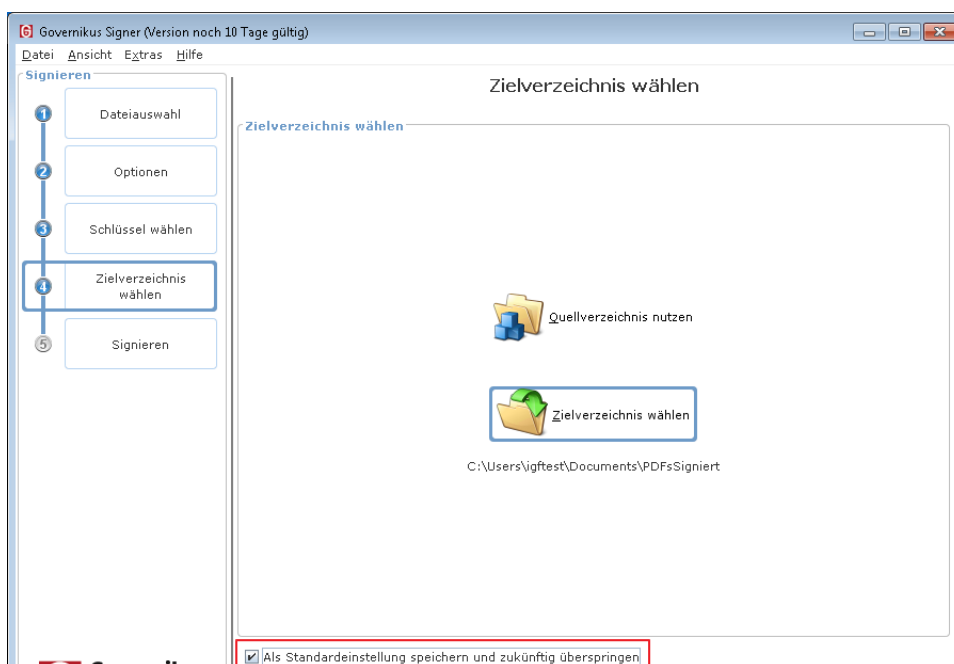 Governikus Signer (Version noch 10 Tage gültig)
Datei Ansicht Extras Hilfe
Signieren
1 Dateiauswahl
2 Optionen
3 Schlüssel wählen
4 Zielverzeichnis
wählen
5 Signieren
Zielverzeichnis wählen
Zielverzeichnis wählen
Quellverzeichnis nutzen
Zielverzeichnis wählen
C:\Users\igftest\Documents\PDFsSigniert
Als Standardeinstellung speichern und zukünftig überspringen